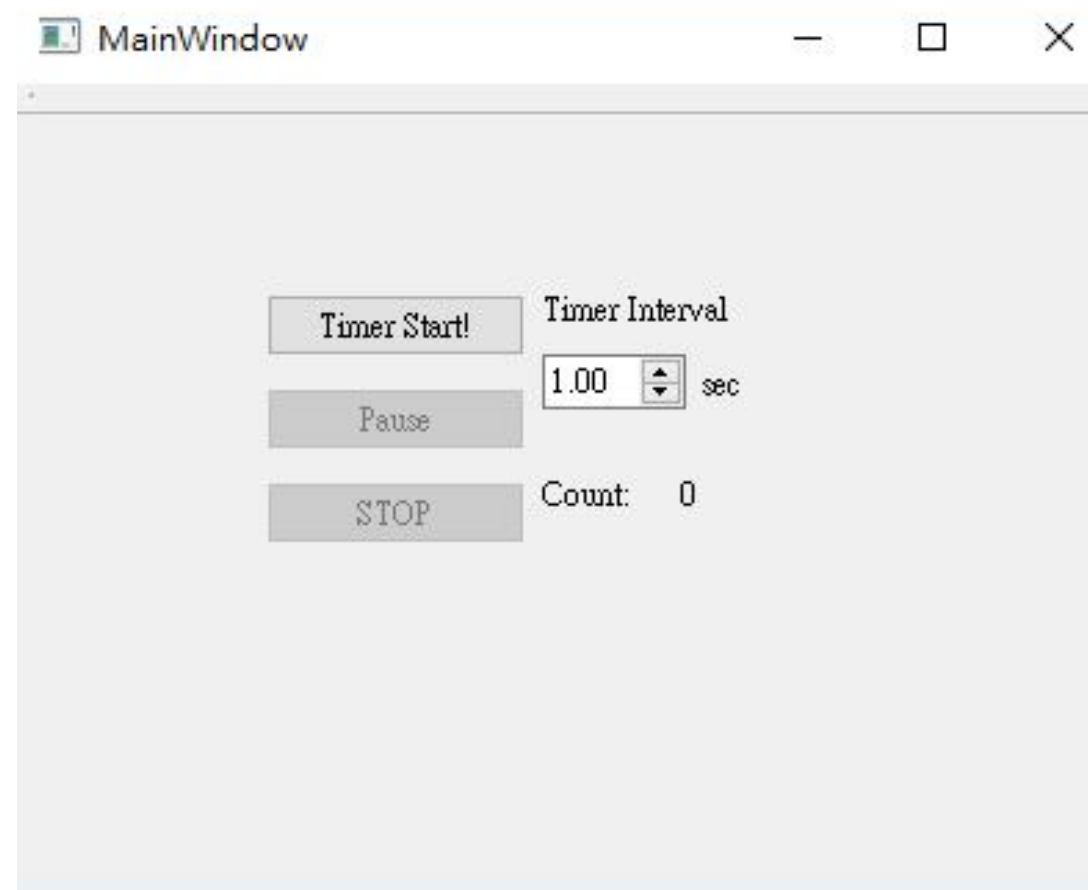 MainWindow
Timer Start!
Timer Interval
1.00 sec
Pause
STOP
Count: 0